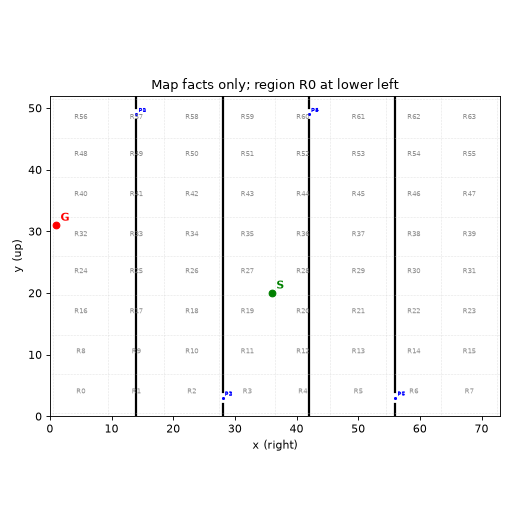 Map facts only; region R0 at lower left
50
40
30
20
10
0
y (up)
R56 R57 R58 R59 R60 R61 R62 R63
R48 R49 R50 R51 R52 R53 R54 R55
R40 R41 R42 R43 R44 R45 R46 R47
G
R32 R33 R34 R35 R36 R37 R38 R39
R24 R25 R26 R27 R28 R29 R30 R31
S
R16 R17 R18 R19 R20 R21 R22 R23
R8 R9 R10 R11 R12 R13 R14 R15
R0 R1 R2 R3 R4 R5 R6 R7
0 10 20 30 40 50 60 70
x (right)